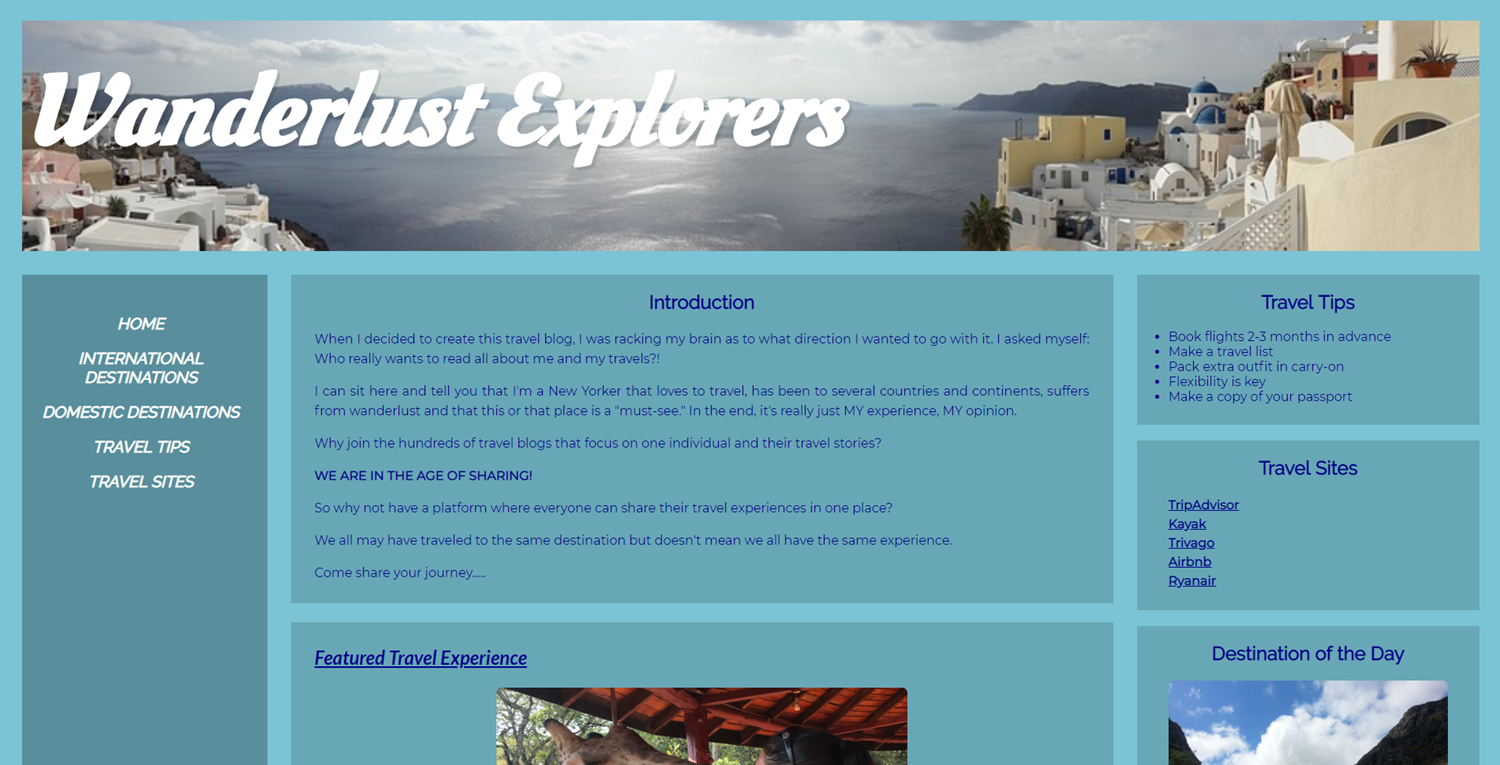 Wanderlust Explorers
HOME
INTERNATIONAL
DESTINATIONS
DOMESTIC DESTINATIONS
TRAVEL TIPS
TRAVEL SITES
Introduction
When I decided to create this travel blog, I was racking my brain as to what direction I wanted to go with it. I asked myself:
Who really wants to read all about me and my travels?!
I can sit here and tell you that I'm a New Yorker that loves to travel, has been to several countries and continents, suffers
from wanderlust and that this or that place is a "must-see." In the end, it's really just MY experience, MY opinion.
Why join the hundreds of travel blogs that focus on one individual and their travel stories?
WE ARE IN THE AGE OF SHARING!
So why not have a platform where everyone can share their travel experiences in one place?
We all may have traveled to the same destination but doesn't mean we all have the same experience.
Come share your journey.....
Featured Travel Experience
Travel Tips
• Book flights 2-3 months in advance
• Make a travel list
• Pack extra outfit in carry-on
• Flexibility is key
• Make a copy of your passport
Travel Sites
TripAdvisor
Kayak
Trivago
Airbnb
Ryanair
Destination of the Day